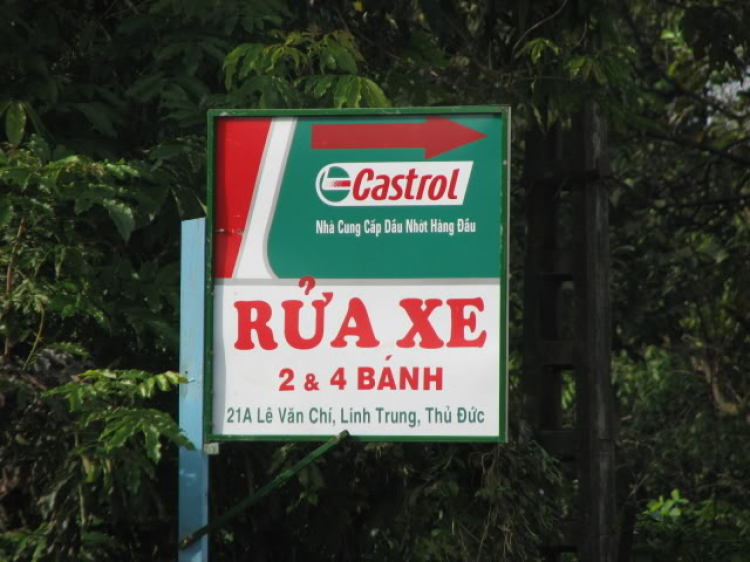 Castrol
Nhà Cung Cấp Dầu Nhớt Hàng Đầu
RỬA XE
2 & 4 BÁNH
21A Lê Văn Chí, Linh Trung, Thủ Đức